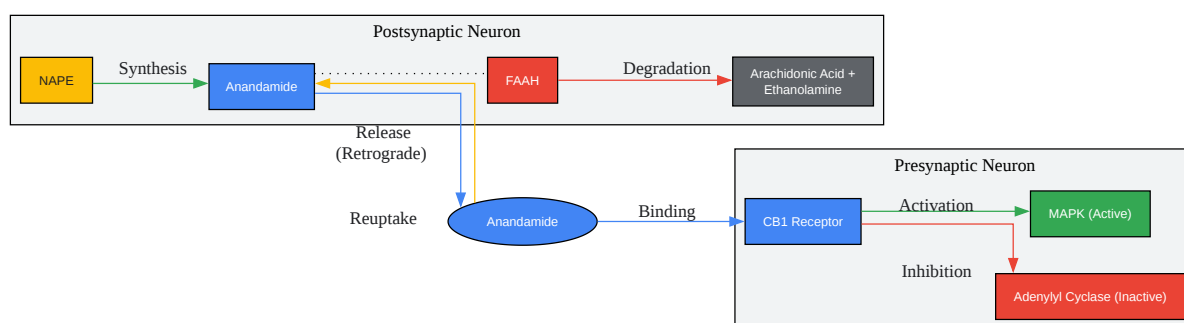 Postsynaptic Neuron
NAPE
Synthesis
Anandamide
FAAH
Degradation
Arachidonic Acid +
Ethanolamine
Release
(Retrograde)
Reuptake
Anandamide
Binding
Presynaptic Neuron
CB1 Receptor
Activation
MAPK (Active)
Inhibition
Adenylyl Cyclase (Inactive)